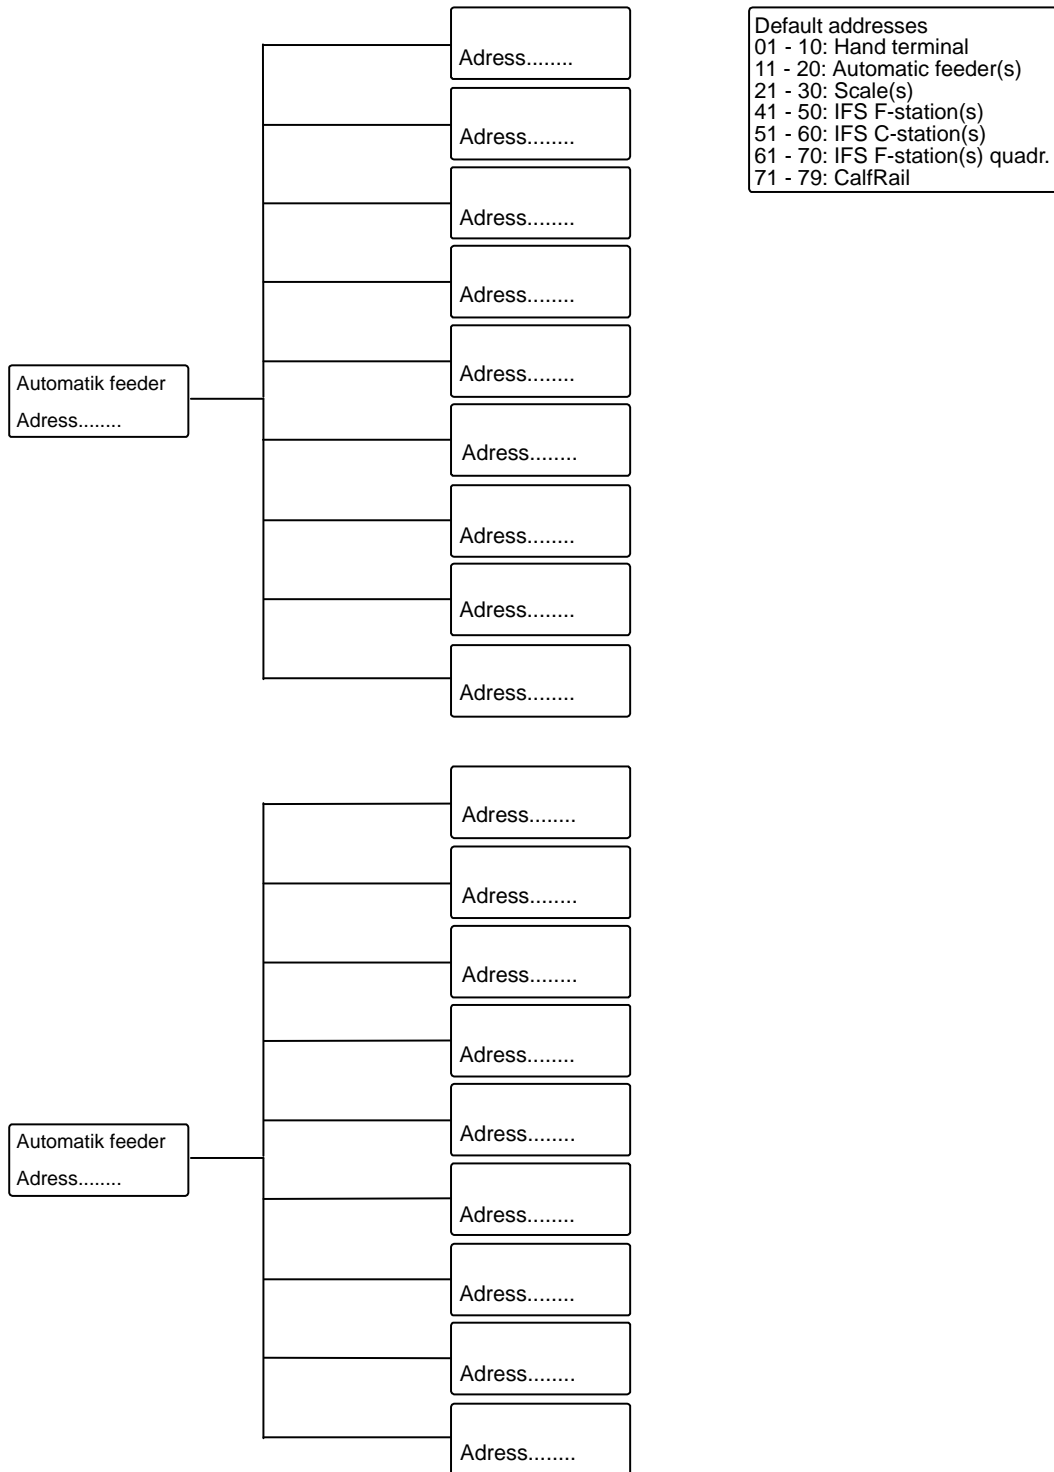 Adress........
Adress........
Adress........
Adress........
Adress........
Adress........
Adress........
Adress........
Adress........
Automatik feeder
Adress........
Default addresses
01 - 10: Hand terminal
11 - 20: Automatic feeder(s)
21 - 30: Scale(s)
41 - 50: IFS F-station(s)
51 - 60: IFS C-station(s)
61 - 70: IFS F-station(s) quadr.
71 - 79: CalfRail
Adress........
Adress........
Adress........
Adress........
Adress........
Adress........
Adress........
Adress........
Adress........
Automatik feeder
Adress........